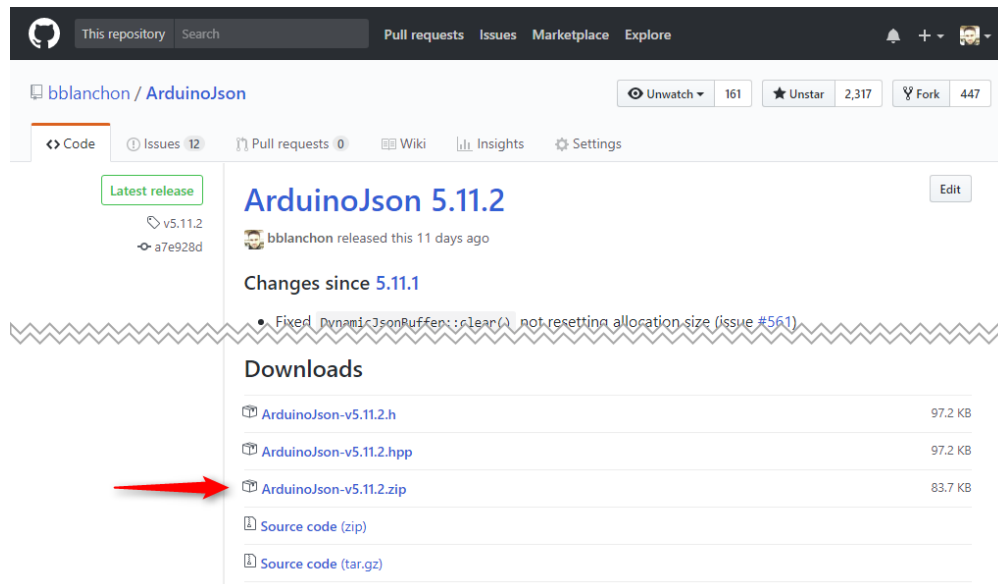 This repository Search Pull requests Issues Marketplace Explore
bblanchon / ArduinoJson Unwatch 161 Unstar 2,317 Fork 447
Code Issues 12 Pull requests 0 Wiki Insights Settings
Latest release
v5.11.2
a7e928d
ArduinoJson 5.11.2 Edit
bblanchon released this 11 days ago
Changes since 5.11.1
• Fixed DynamicJsonBuffer::clear() not resetting allocation size (issue #561)
Downloads
ArduinoJson-v5.11.2.h 97.2 KB
ArduinoJson-v5.11.2.hpp 97.2 KB
ArduinoJson-v5.11.2.zip 83.7 KB
Source code (zip)
Source code (tar.gz)